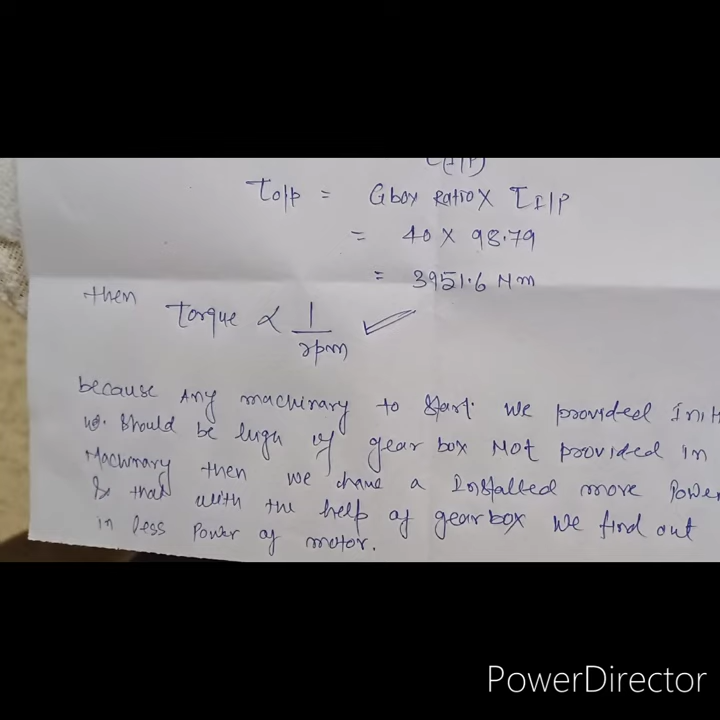 τ(I/P)
τo/p = Gbox Ratio X τI/P
= 40 X 98.79
= 3951.6 Nm
then
Torque ∝ 1/rpm ✓
because Any machinary to start we provided Init
should be high if gear box Not provided in
Machinary then we have a Installed more Power
& that with the help of gearbox we find out
in less Power of motor.
PowerDirector